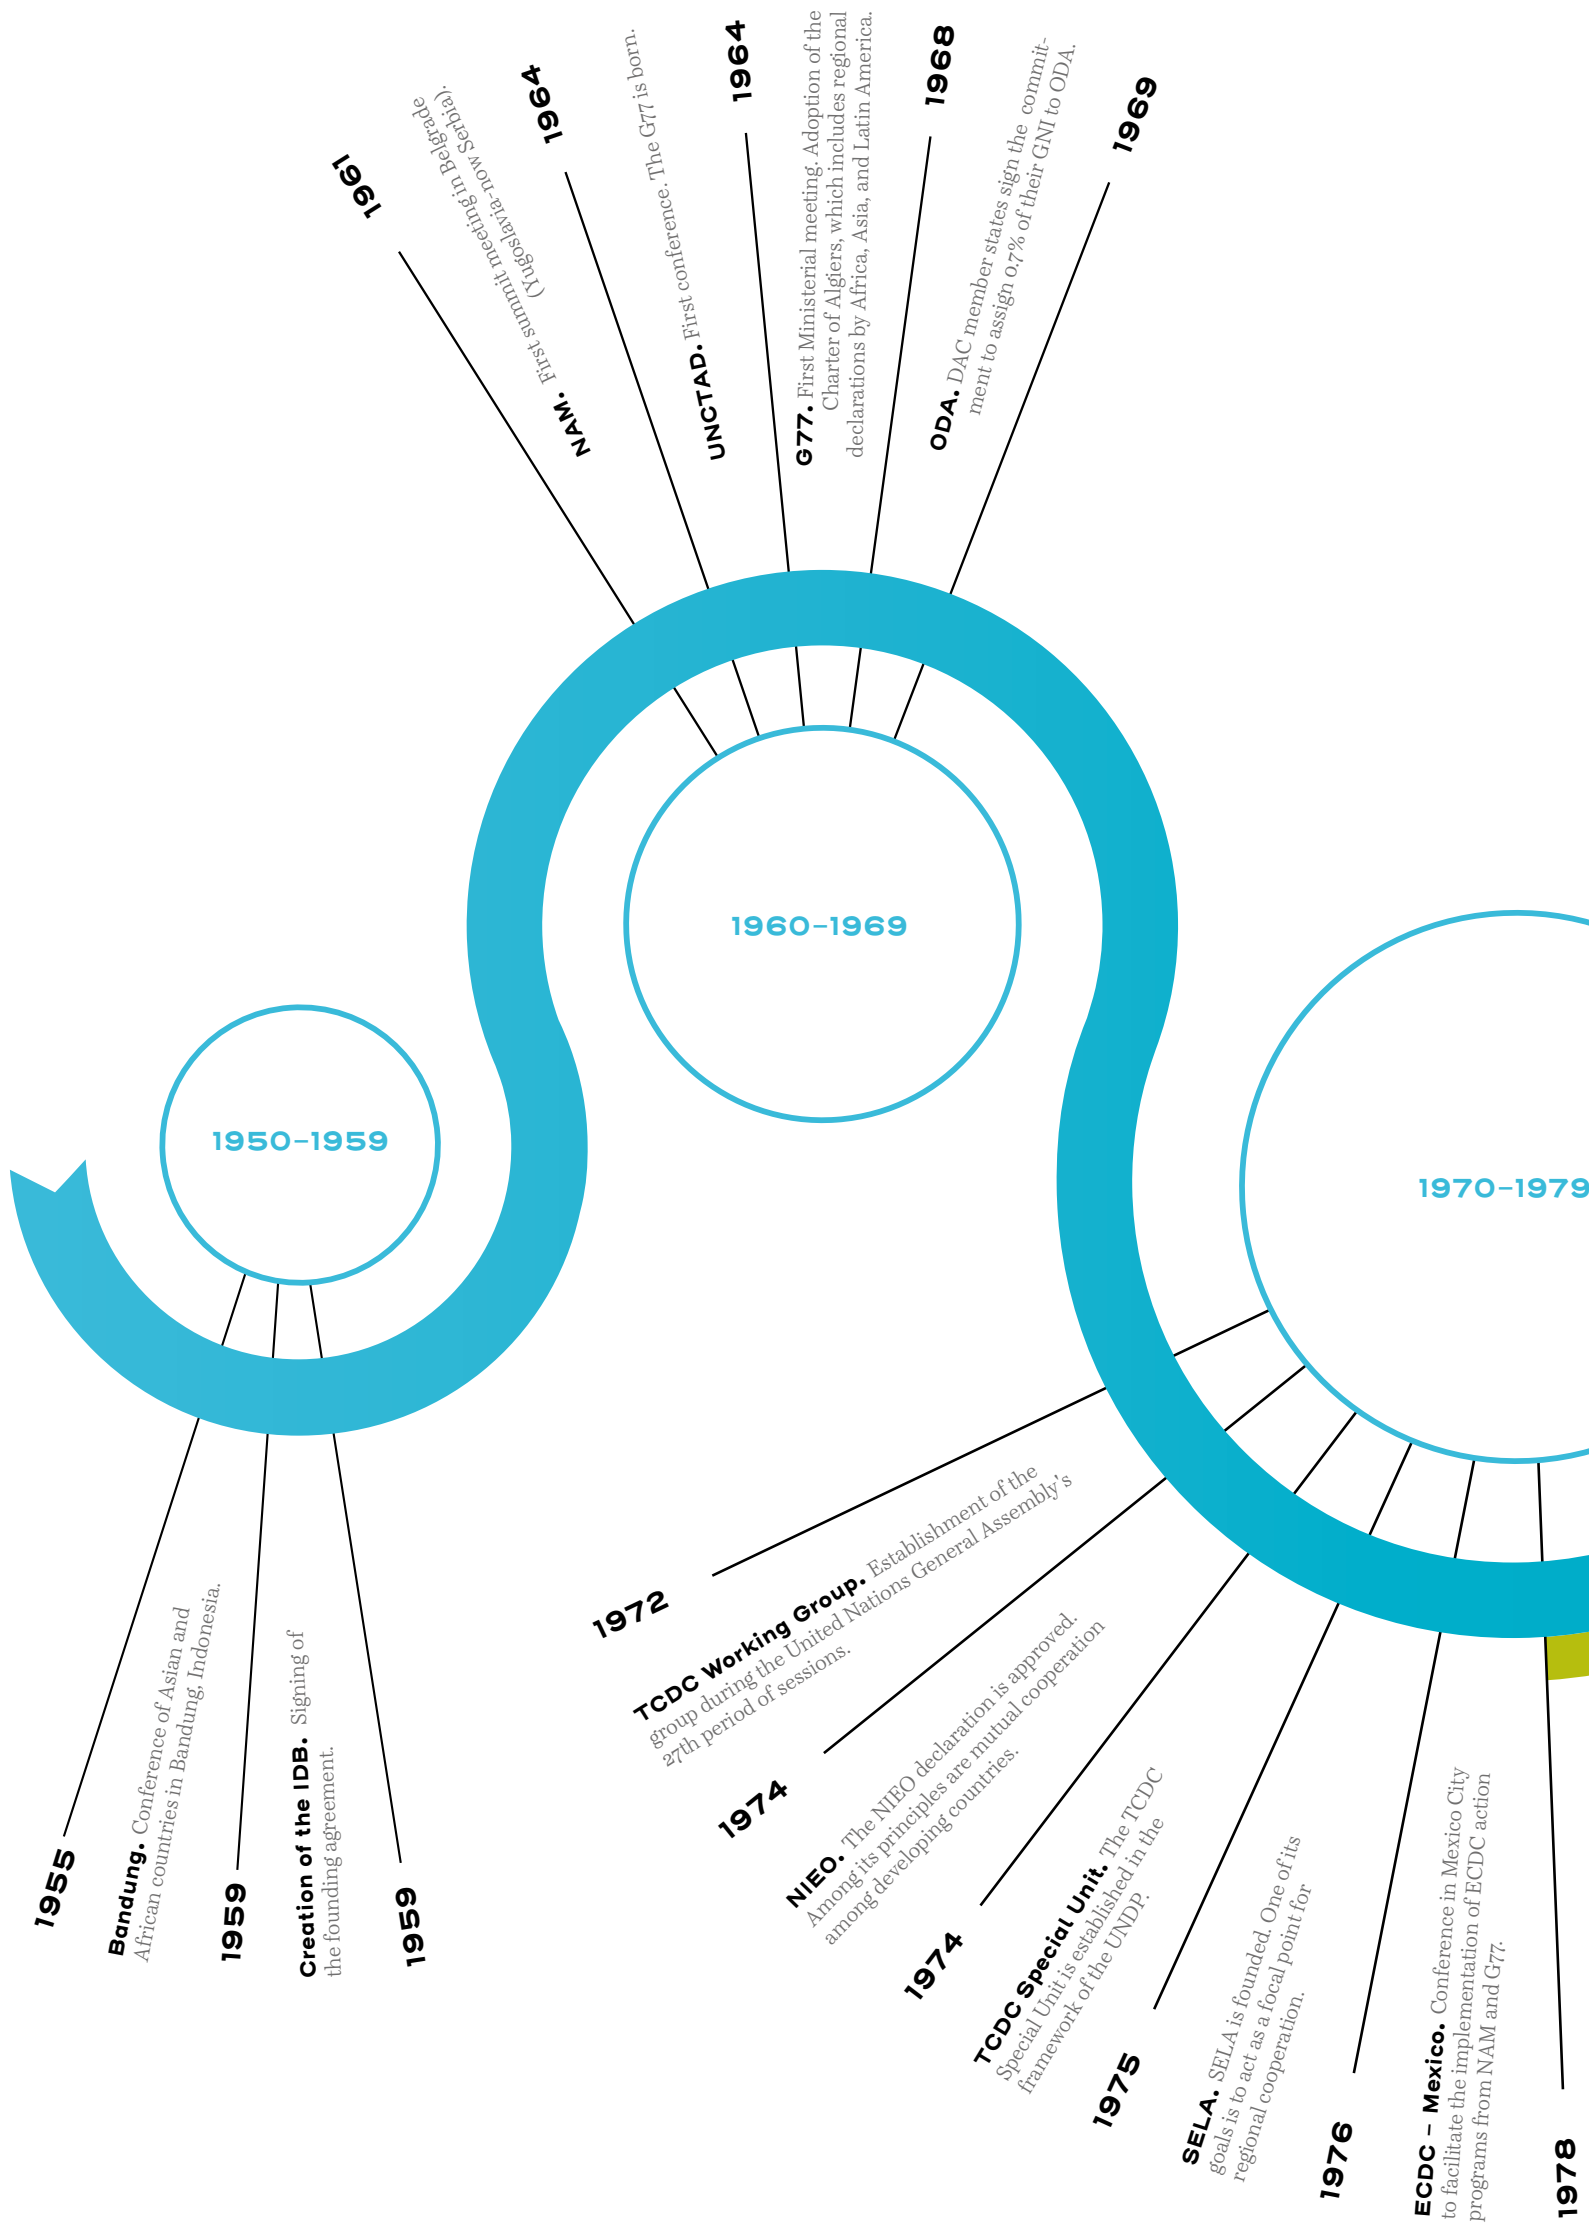 1950–1959
1955
Bandung. Conference of Asian and
African countries in Bandung, Indonesia.
1959
Creation of the IDB. Signing of
the founding agreement.
1959
1960–1969
1961
NAM. First summit meeting in Belgrade
(Yugoslavia-now Serbia).
1964
UNCTAD. First conference. The G77 is born.
1964
G77. First Ministerial meeting. Adoption of the
Charter of Algiers, which includes regional
declarations by Africa, Asia, and Latin America.
1968
ODA. DAC member states sign the commit-
ment to assign 0.7% of their GNI to ODA.
1969
1970–1979
1972
TCDC Working Group. Establishment of the
group during the United Nations General Assembly's
27th period of sessions.
1974
NIEO. The NIEO declaration is approved.
Among its principles are mutual cooperation
among developing countries.
1974
TCDC Special Unit. The TCDC
Special Unit is established in the
framework of the UNDP.
1975
SELA. SELA is founded. One of its
goals is to act as a focal point for
regional cooperation.
1976
ECDC – Mexico. Conference in Mexico City
to facilitate the implementation of ECDC action
programs from NAM and G77.
1978